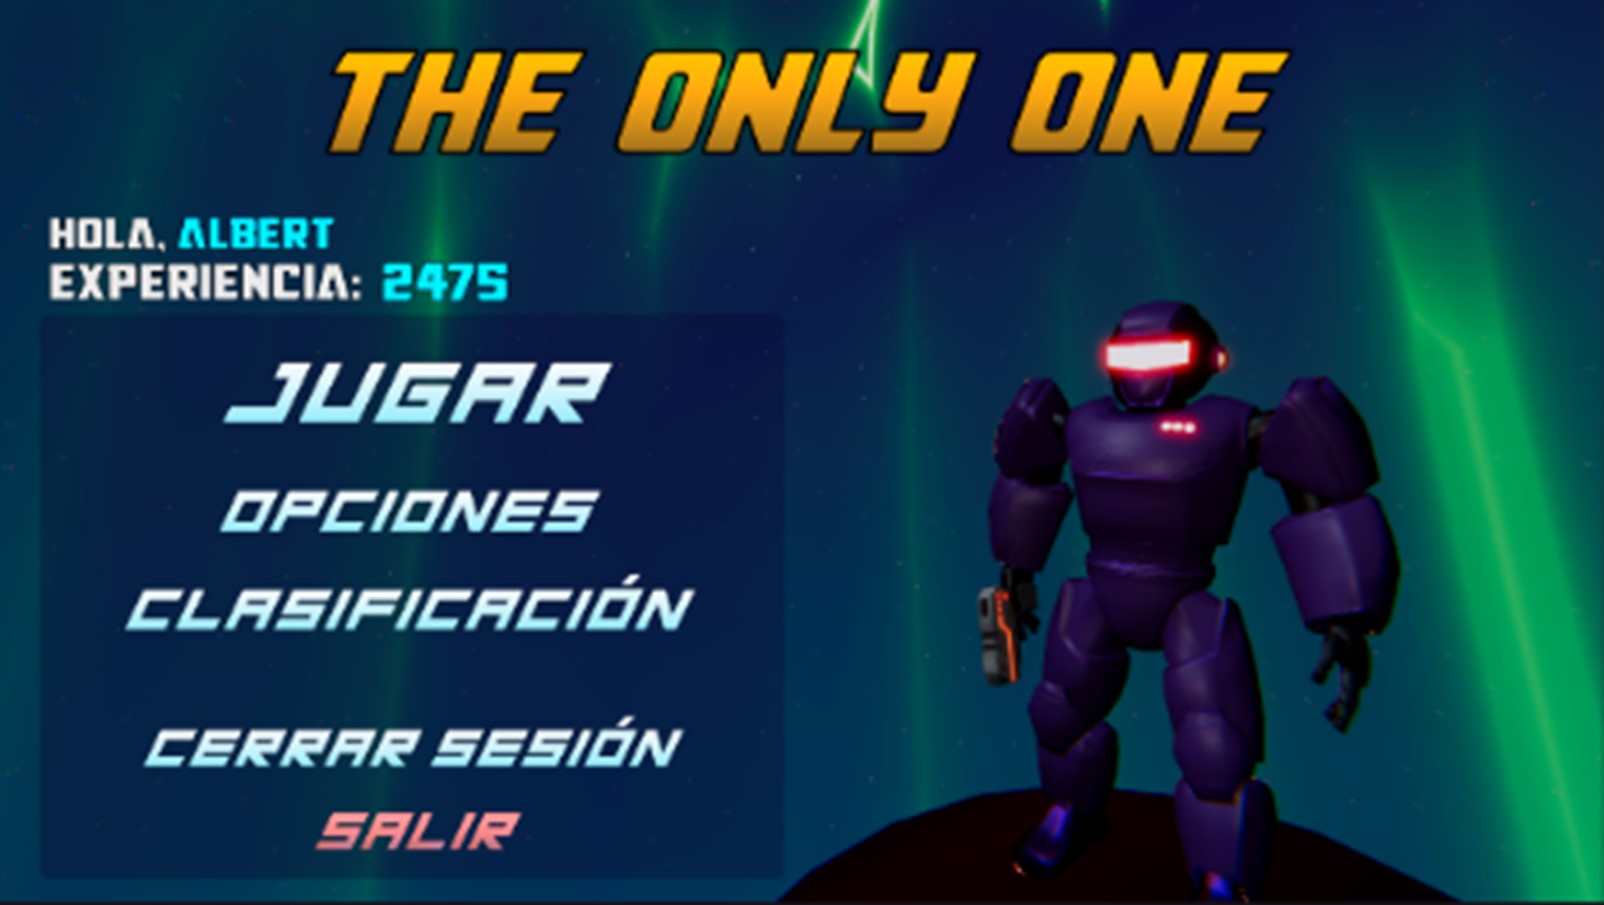 THE ONLY ONE
HOLA, ALBERT
EXPERIENCIA: 2475
JUGAR
OPCIONES
CLASIFICACIÓN
CERRAR SESIÓN
SALIR